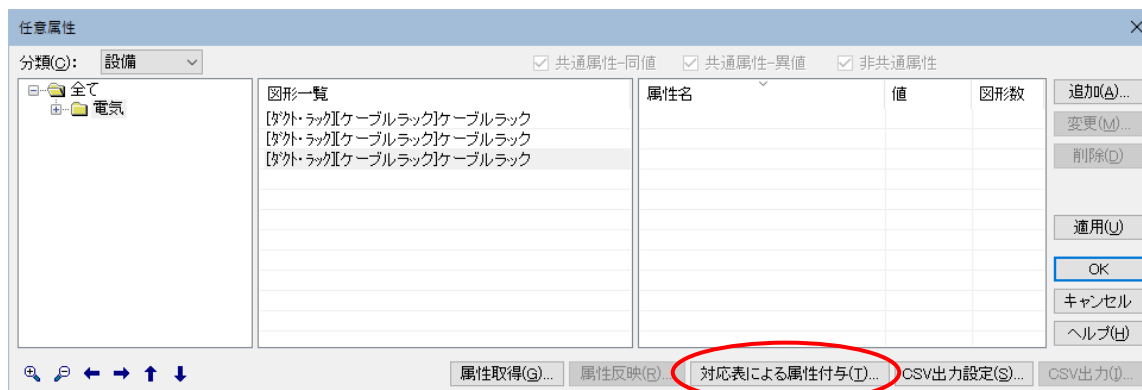 任意属性
分類(C): 設備 共通属性-同値 共通属性-異値 非共通属性
全て
電気
図形一覧
[ﾀﾞｸﾄ･ﾗｯｸ][ケーブルラック]ケーブルラック
[ﾀﾞｸﾄ･ﾗｯｸ][ケーブルラック]ケーブルラック
[ﾀﾞｸﾄ･ﾗｯｸ][ケーブルラック]ケーブルラック
属性名 値 図形数
追加(A)...
変更(M)...
削除(D)
適用(U)
OK
キャンセル
ヘルプ(H)
属性取得(G)... 属性反映(R)... 対応表による属性付与(T)... CSV出力設定(S)... CSV出力(I)...